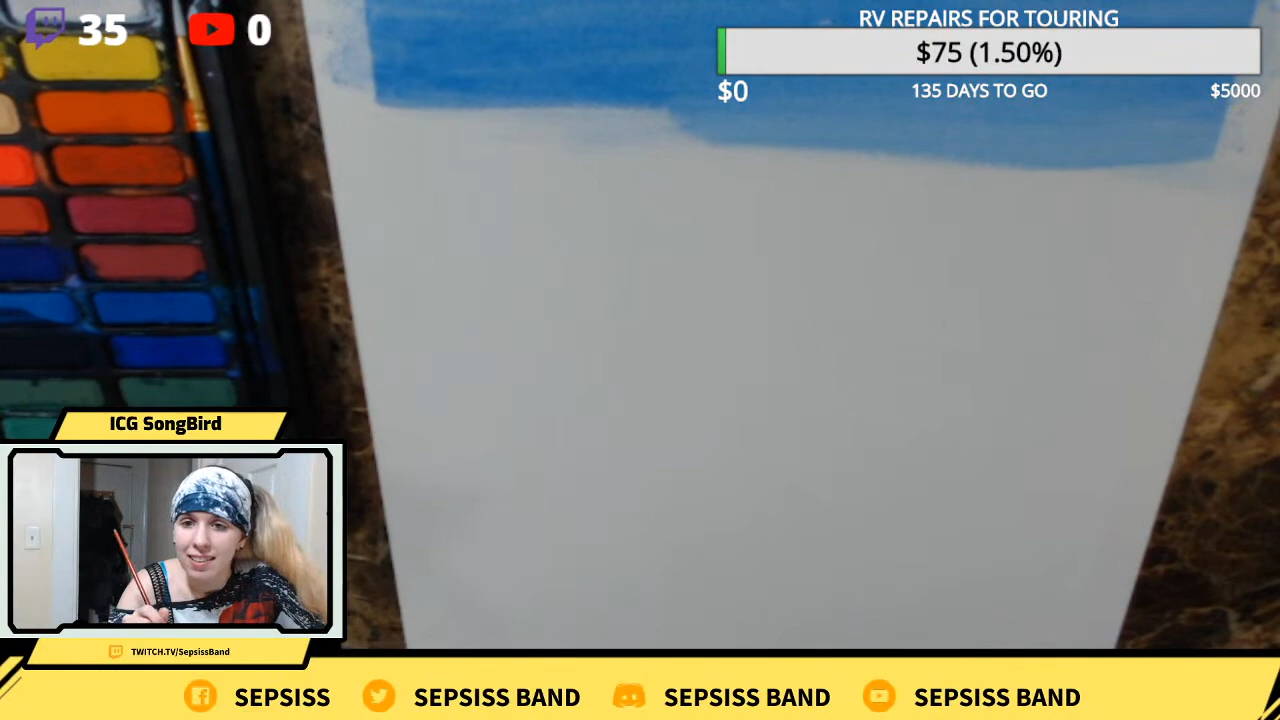 35 0
RV REPAIRS FOR TOURING
$75 (1.50%)
$0 135 DAYS TO GO $5000
ICG SongBird
TWITCH.TV/SepsissBand
SEPSISS SEPSISS BAND SEPSISS BAND SEPSISS BAND